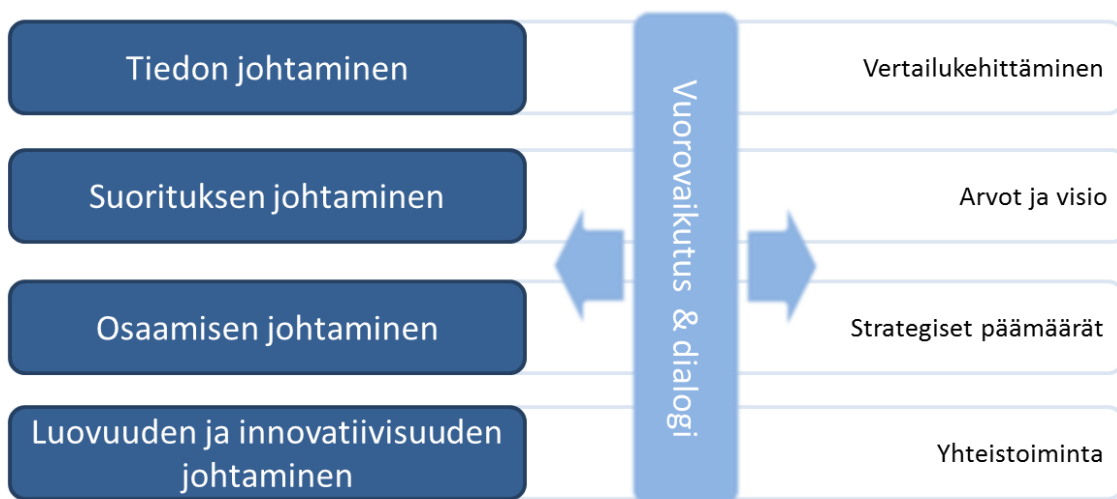 Tiedon johtaminen
Vertailukehittäminen
Suorituksen johtaminen
Arvot ja visio
Vuorovaikutus & dialogi
Osaamisen johtaminen
Strategiset päämäärät
Luovuuden ja innovatiivisuuden
johtaminen
Yhteistoiminta